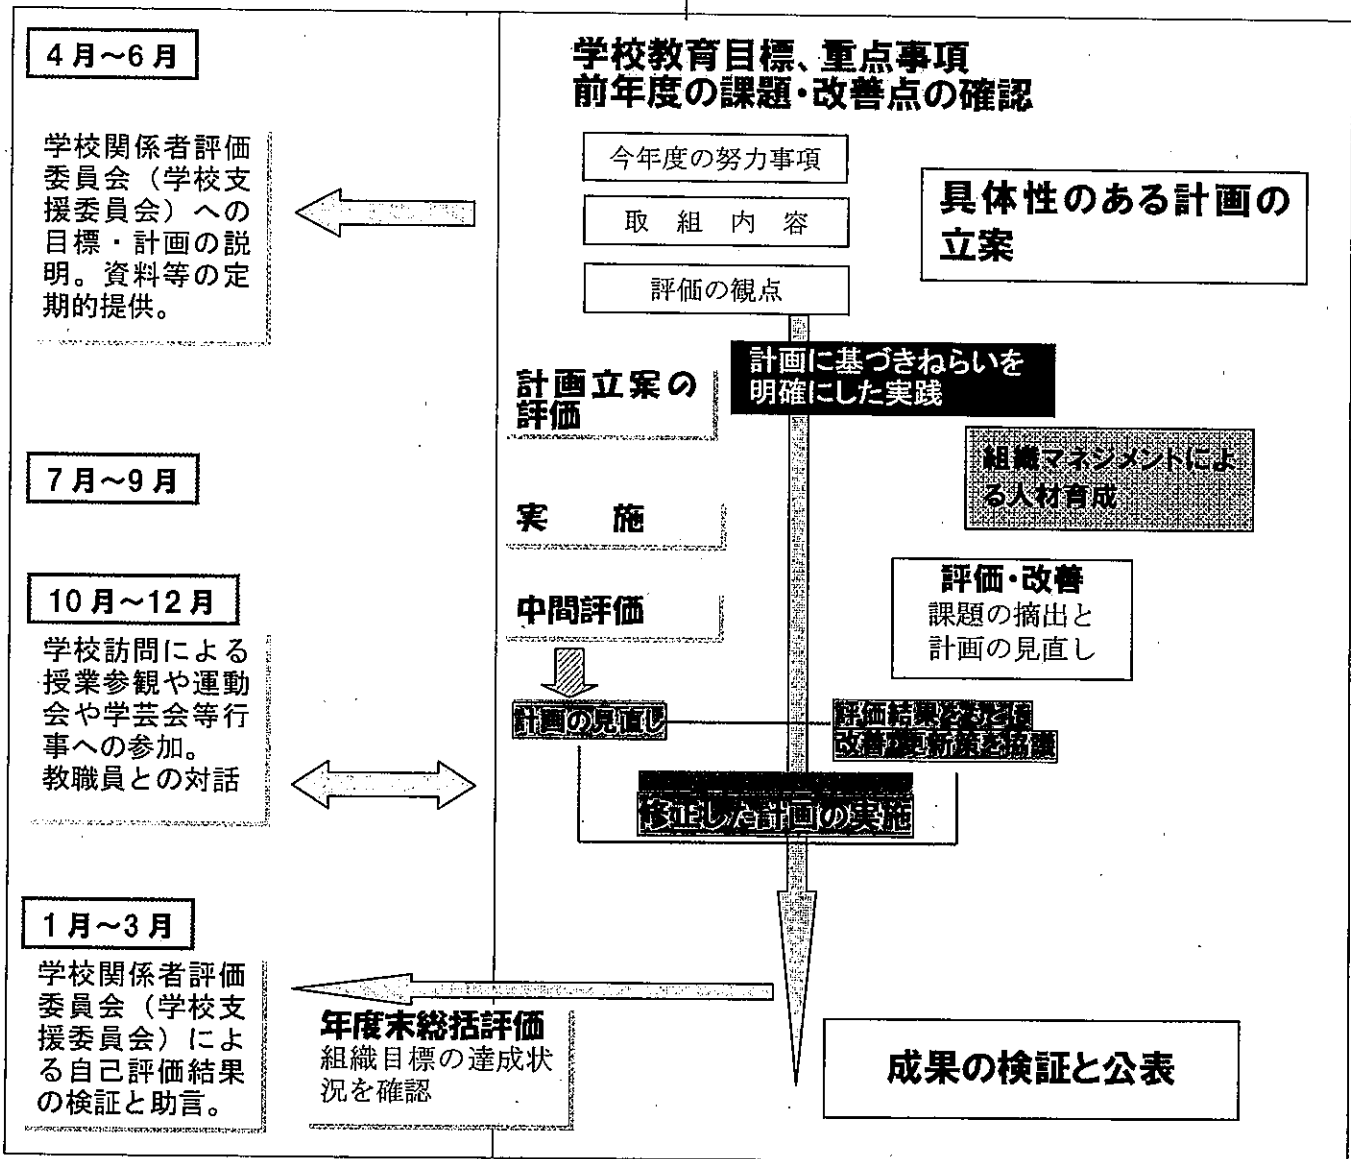 4月～6月
学校関係者評価
委員会（学校支
援委員会）への
目標・計画の説
明。資料等の定
期的提供。
学校教育目標、重点事項
前年度の課題・改善点の確認
今年度の努力事項
取 組 内 容
評価の観点
具体性のある計画の
立案
計画立案の
評価
計画に基づきねらいを
明確にした実践
7月～9月
組織マネジメントによ
る人材育成
実 施
10月～12月
学校訪問による
授業参観や運動
会や学芸会等行
事への参加。
教職員との対話
中間評価
評価・改善
課題の摘出と
計画の見直し
計画の見直し
評価結果
改善 更新策を協議
修正した計画の実施
1月～3月
学校関係者評価
委員会（学校支
援委員会）によ
る自己評価結果
の検証と助言。
年度末総括評価
組織目標の達成状
況を確認
成果の検証と公表